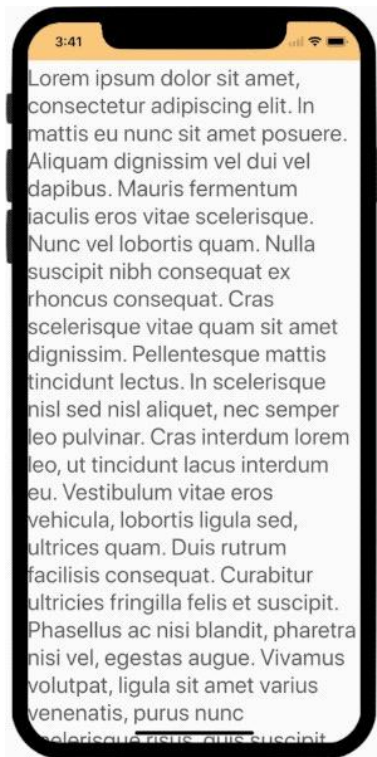 3:41
Lorem ipsum dolor sit amet,
consectetur adipiscing elit. In
mattis eu nunc sit amet posuere.
Aliquam dignissim vel dui vel
dapibus. Mauris fermentum
iaculis eros vitae scelerisque.
Nunc vel lobortis quam. Nulla
suscipit nibh consequat ex
rhoncus consequat. Cras
scelerisque vitae quam sit amet
dignissim. Pellentesque mattis
tincidunt lectus. In scelerisque
nisl sed nisl aliquet, nec semper
leo pulvinar. Cras interdum lorem
leo, ut tincidunt lacus interdum
eu. Vestibulum vitae eros
vehicula, lobortis ligula sed,
ultrices quam. Duis rutrum
facilisis consequat. Curabitur
ultricies fringilla felis et suscipit.
Phasellus ac nisi blandit, pharetra
nisi vel, egestas augue. Vivamus
volutpat, ligula sit amet varius
venenatis, purus nunc
scelerisque risus, quis suscipit